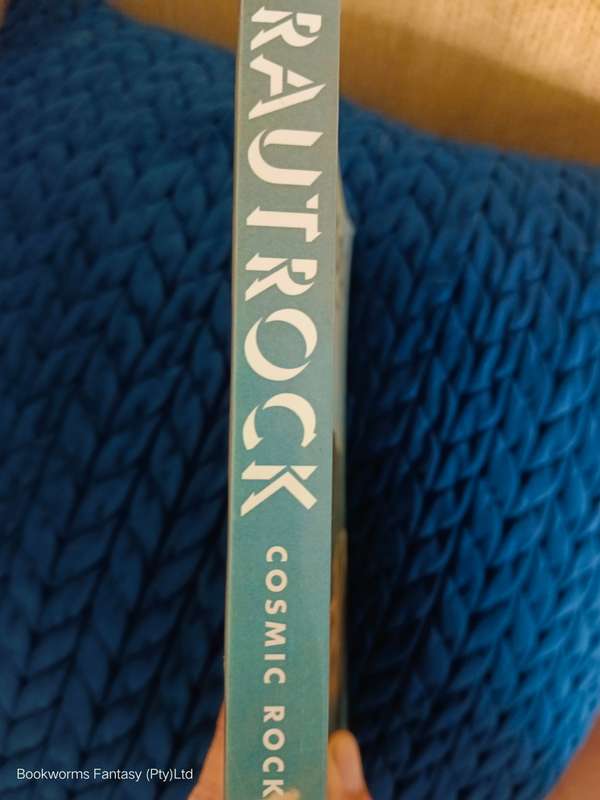 RAUTROCK
COSMIC ROCK
Bookworms Fantasy (Pty)Ltd